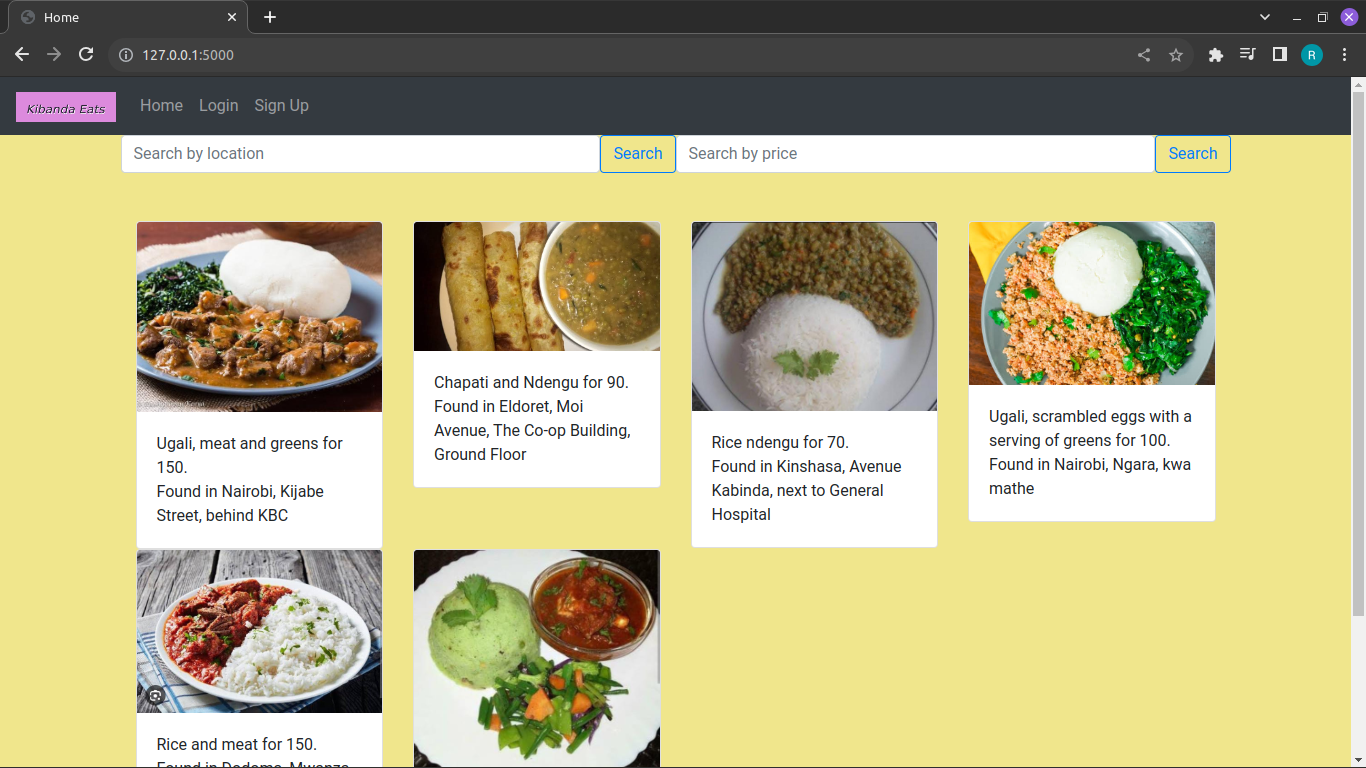 Home
127.0.0.1:5000
R
Kibanda Eats
Home Login Sign Up
Search by location Search Search by price Search
Ugali, meat and greens for
150.
Found in Nairobi, Kijabe
Street, behind KBC
Chapati and Ndengu for 90.
Found in Eldoret, Moi
Avenue, The Co-op Building,
Ground Floor
Rice ndengu for 70.
Found in Kinshasa, Avenue
Kabinda, next to General
Hospital
Ugali, scrambled eggs with a
serving of greens for 100.
Found in Nairobi, Ngara, kwa
mathe
Rice and meat for 150.
Found in Dodoma, Mwanza